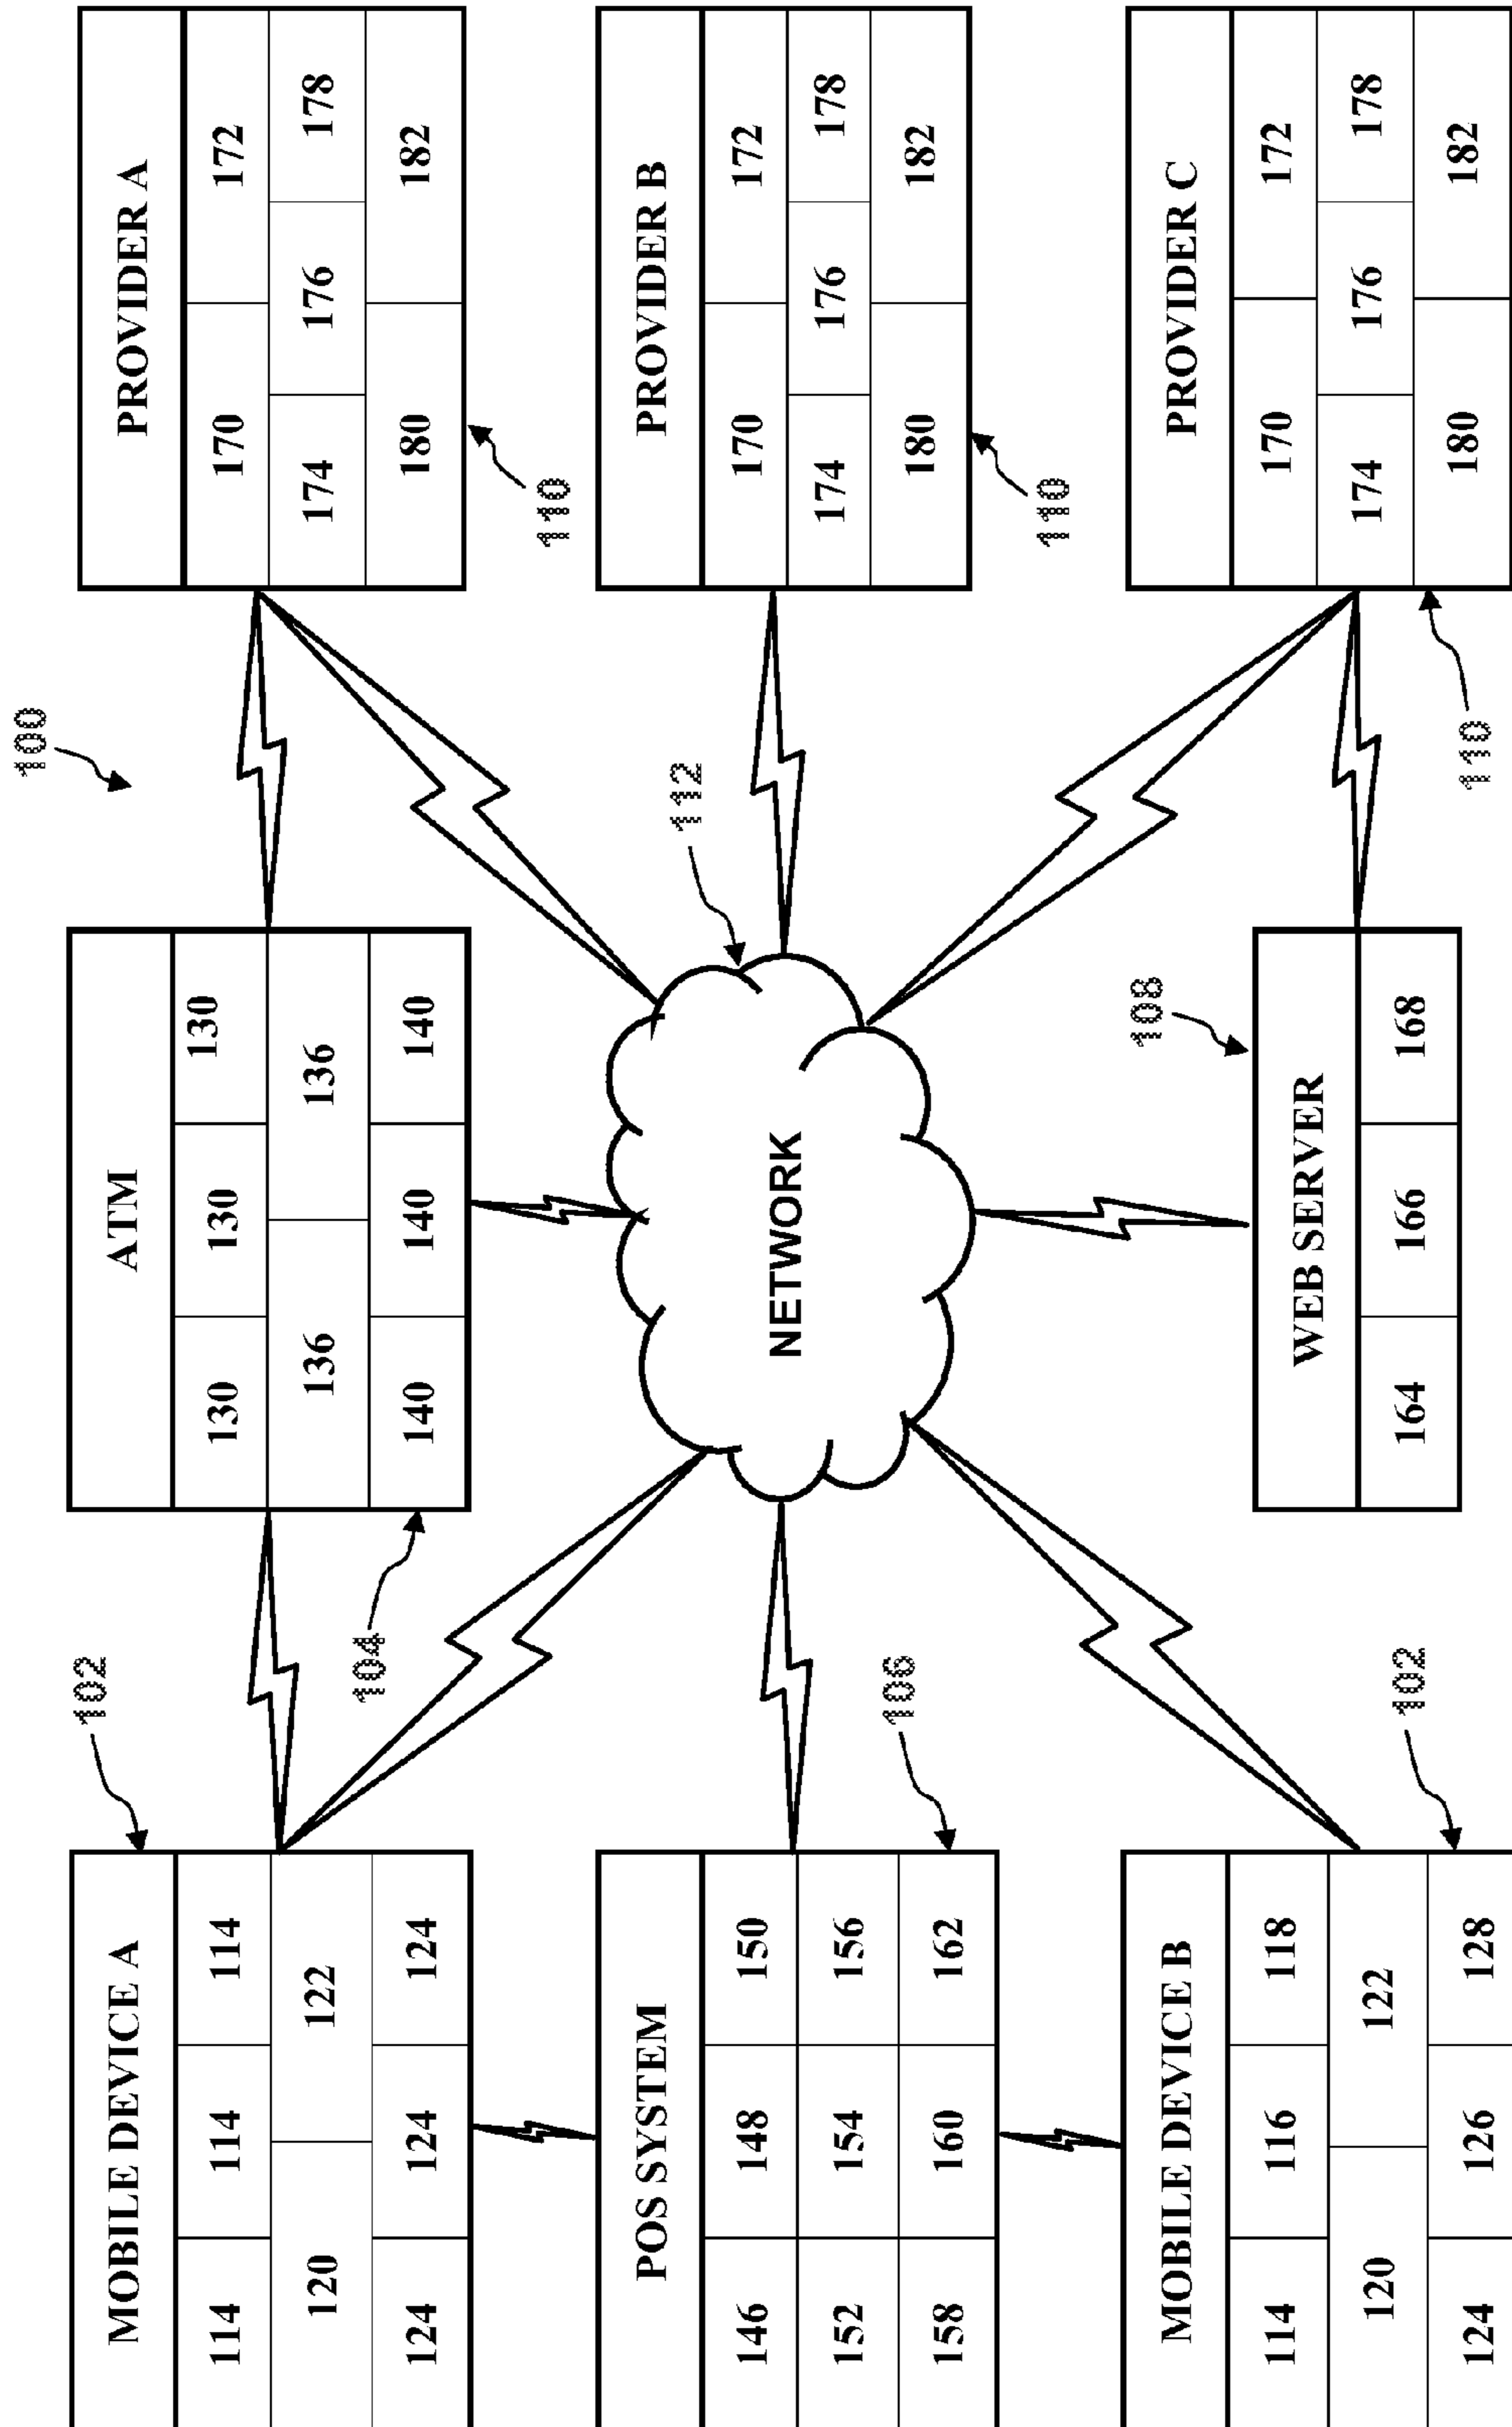 100
102
MOBILE DEVICE A
114 114 114
120 122
124 124 124
ATM
130 130 130
136 136
140 140 140
104
PROVIDER A
170 172
174 176 178
180 182
110
POS SYSTEM
146 148 150
152 154 156
158 160 162
106
NETWORK
112
PROVIDER B
170 172
174 176 178
180 182
110
MOBILE DEVICE B
114 116 118
120 122
124 126 128
102
WEB SERVER
164 166 168
108
PROVIDER C
170 172
174 176 178
180 182
110